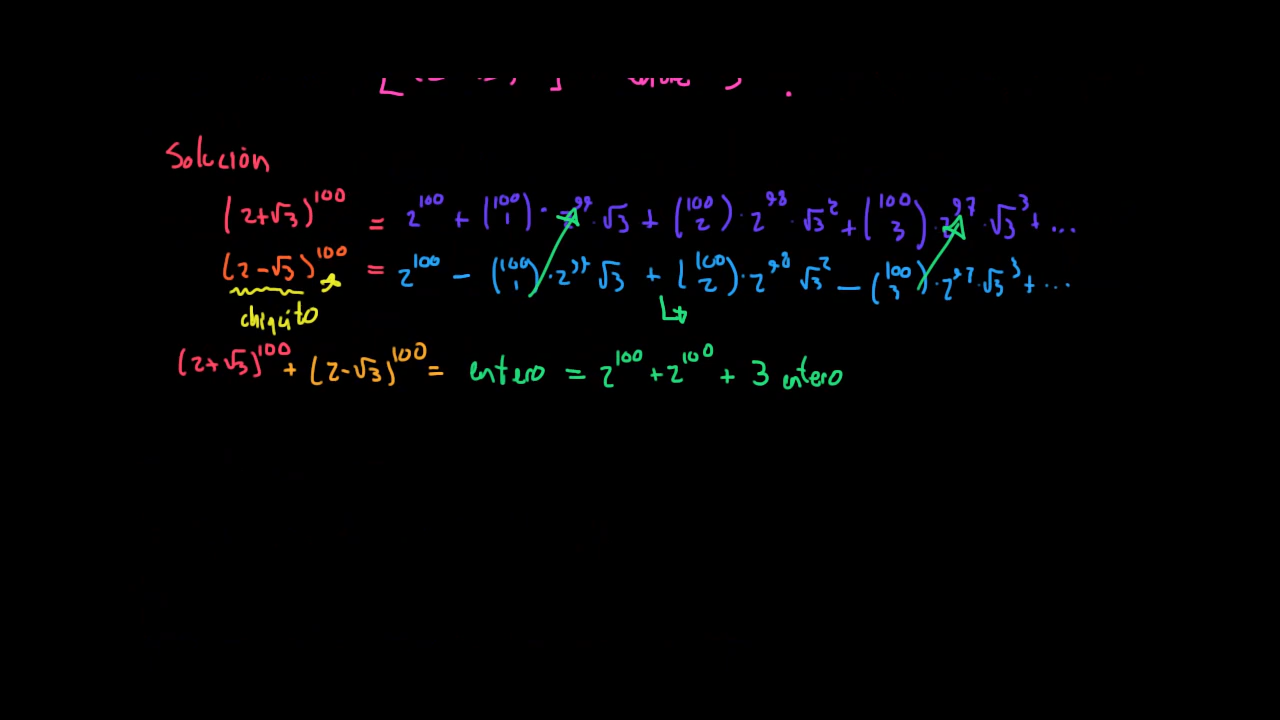 Solución
(2+√3)^100 = 2^100 + (100 1) · 2^99 · √3 + (100 2) · 2^98 · √3^2 + (100 3) · 2^97 · √3^3 + ...
(2-√3)^100 = 2^100 - (100 1) · 2^99 √3 + (100 2) · 2^98 √3^2 - (100 3) · 2^97 · √3^3 + ...
chiquito
(2+√3)^100 + (2-√3)^100 = entero = 2^100 + 2^100 + 3 entero